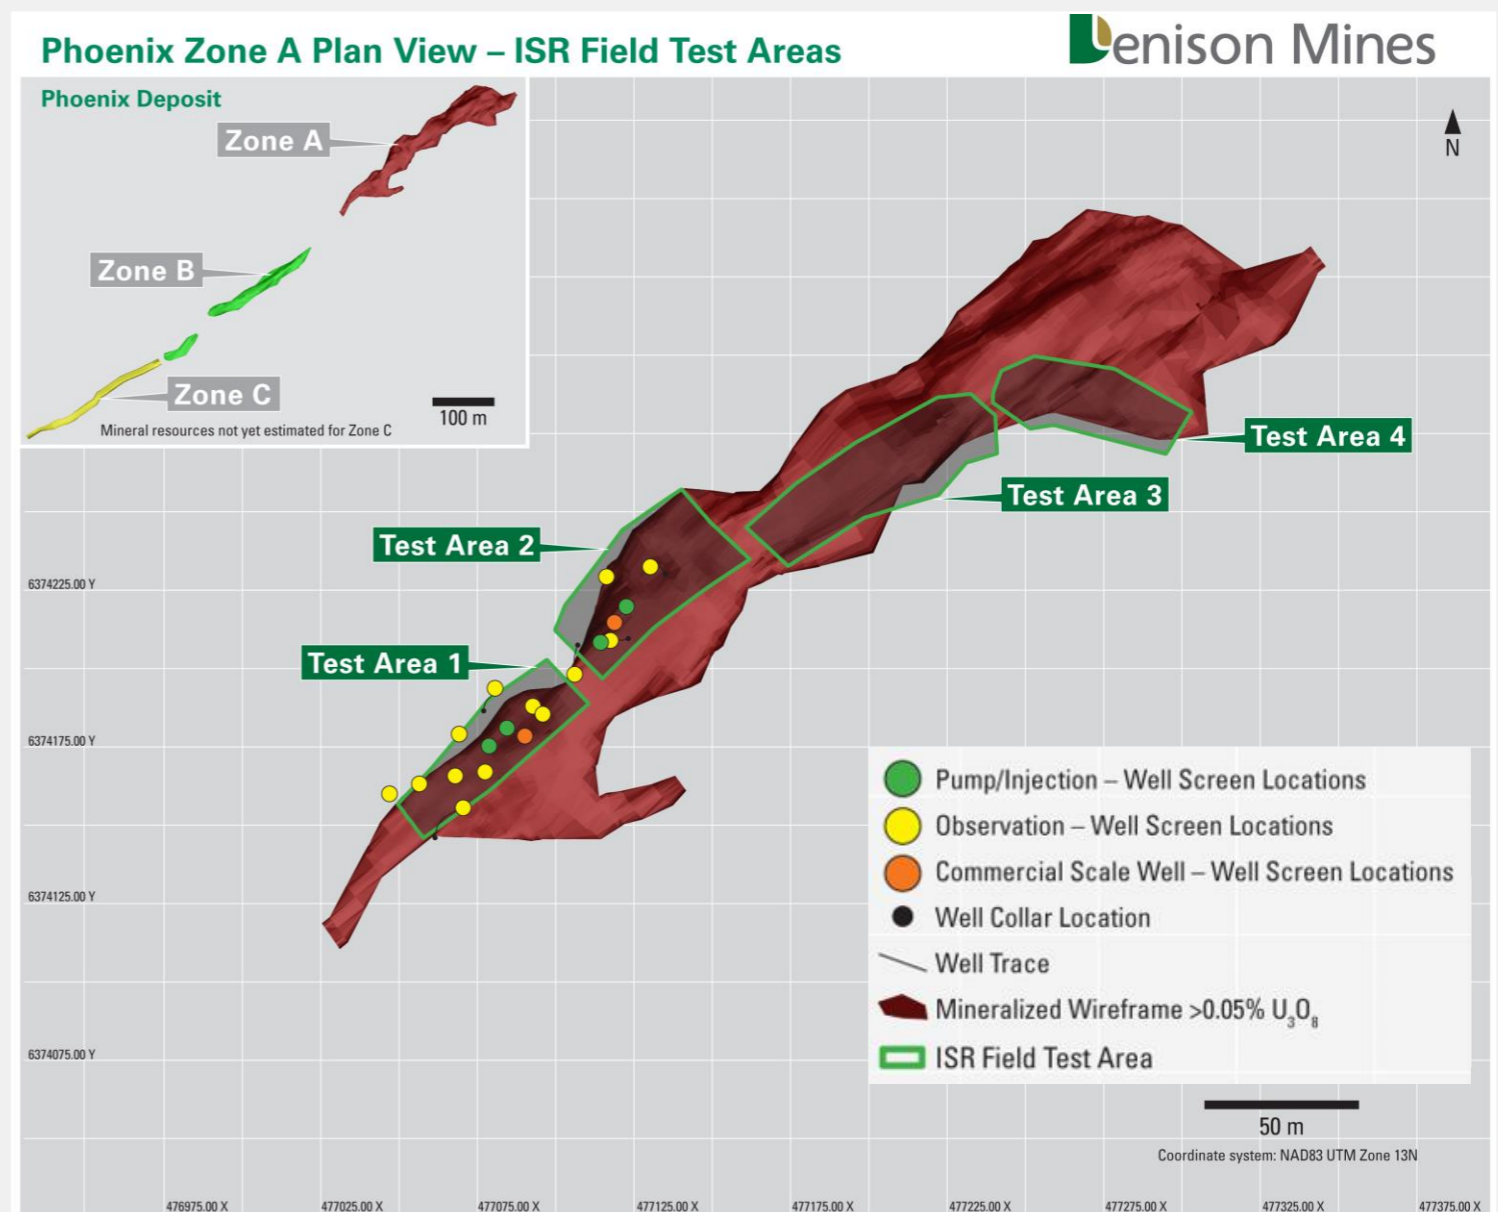 Phoenix Zone A Plan View – ISR Field Test Areas
Denison Mines
Phoenix Deposit
Zone A
Zone B
Zone C
100 m
Mineral resources not yet estimated for Zone C
N
Test Area 4
Test Area 3
Test Area 2
Test Area 1
6374225.00 Y
6374175.00 Y
6374125.00 Y
6374075.00 Y
Pump/Injection – Well Screen Locations
Observation – Well Screen Locations
Commercial Scale Well – Well Screen Locations
Well Collar Location
Well Trace
Mineralized Wireframe >0.05% U₃O₈
ISR Field Test Area
50 m
Coordinate system: NAD83 UTM Zone 13N
476975.00 X
477025.00 X
477075.00 X
477125.00 X
477175.00 X
477225.00 X
477275.00 X
477325.00 X
477375.00 X